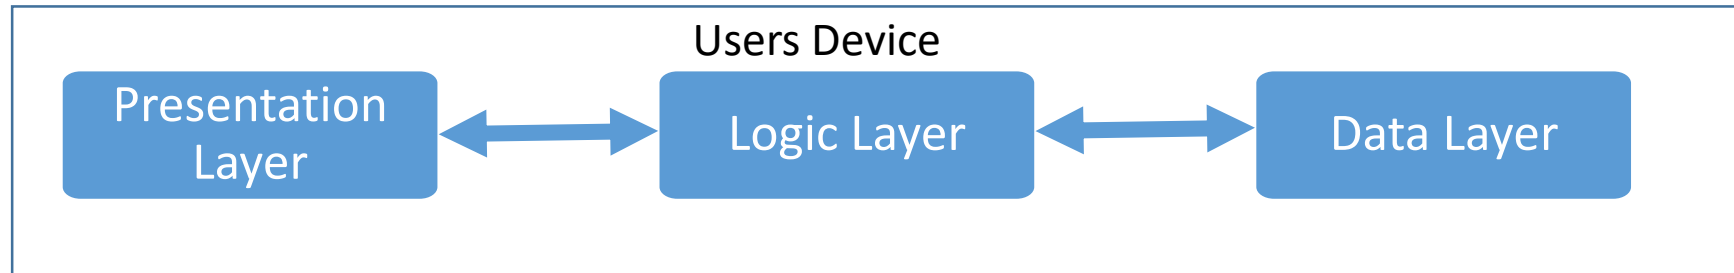 Users Device
Presentation
Layer
Logic Layer
Data Layer